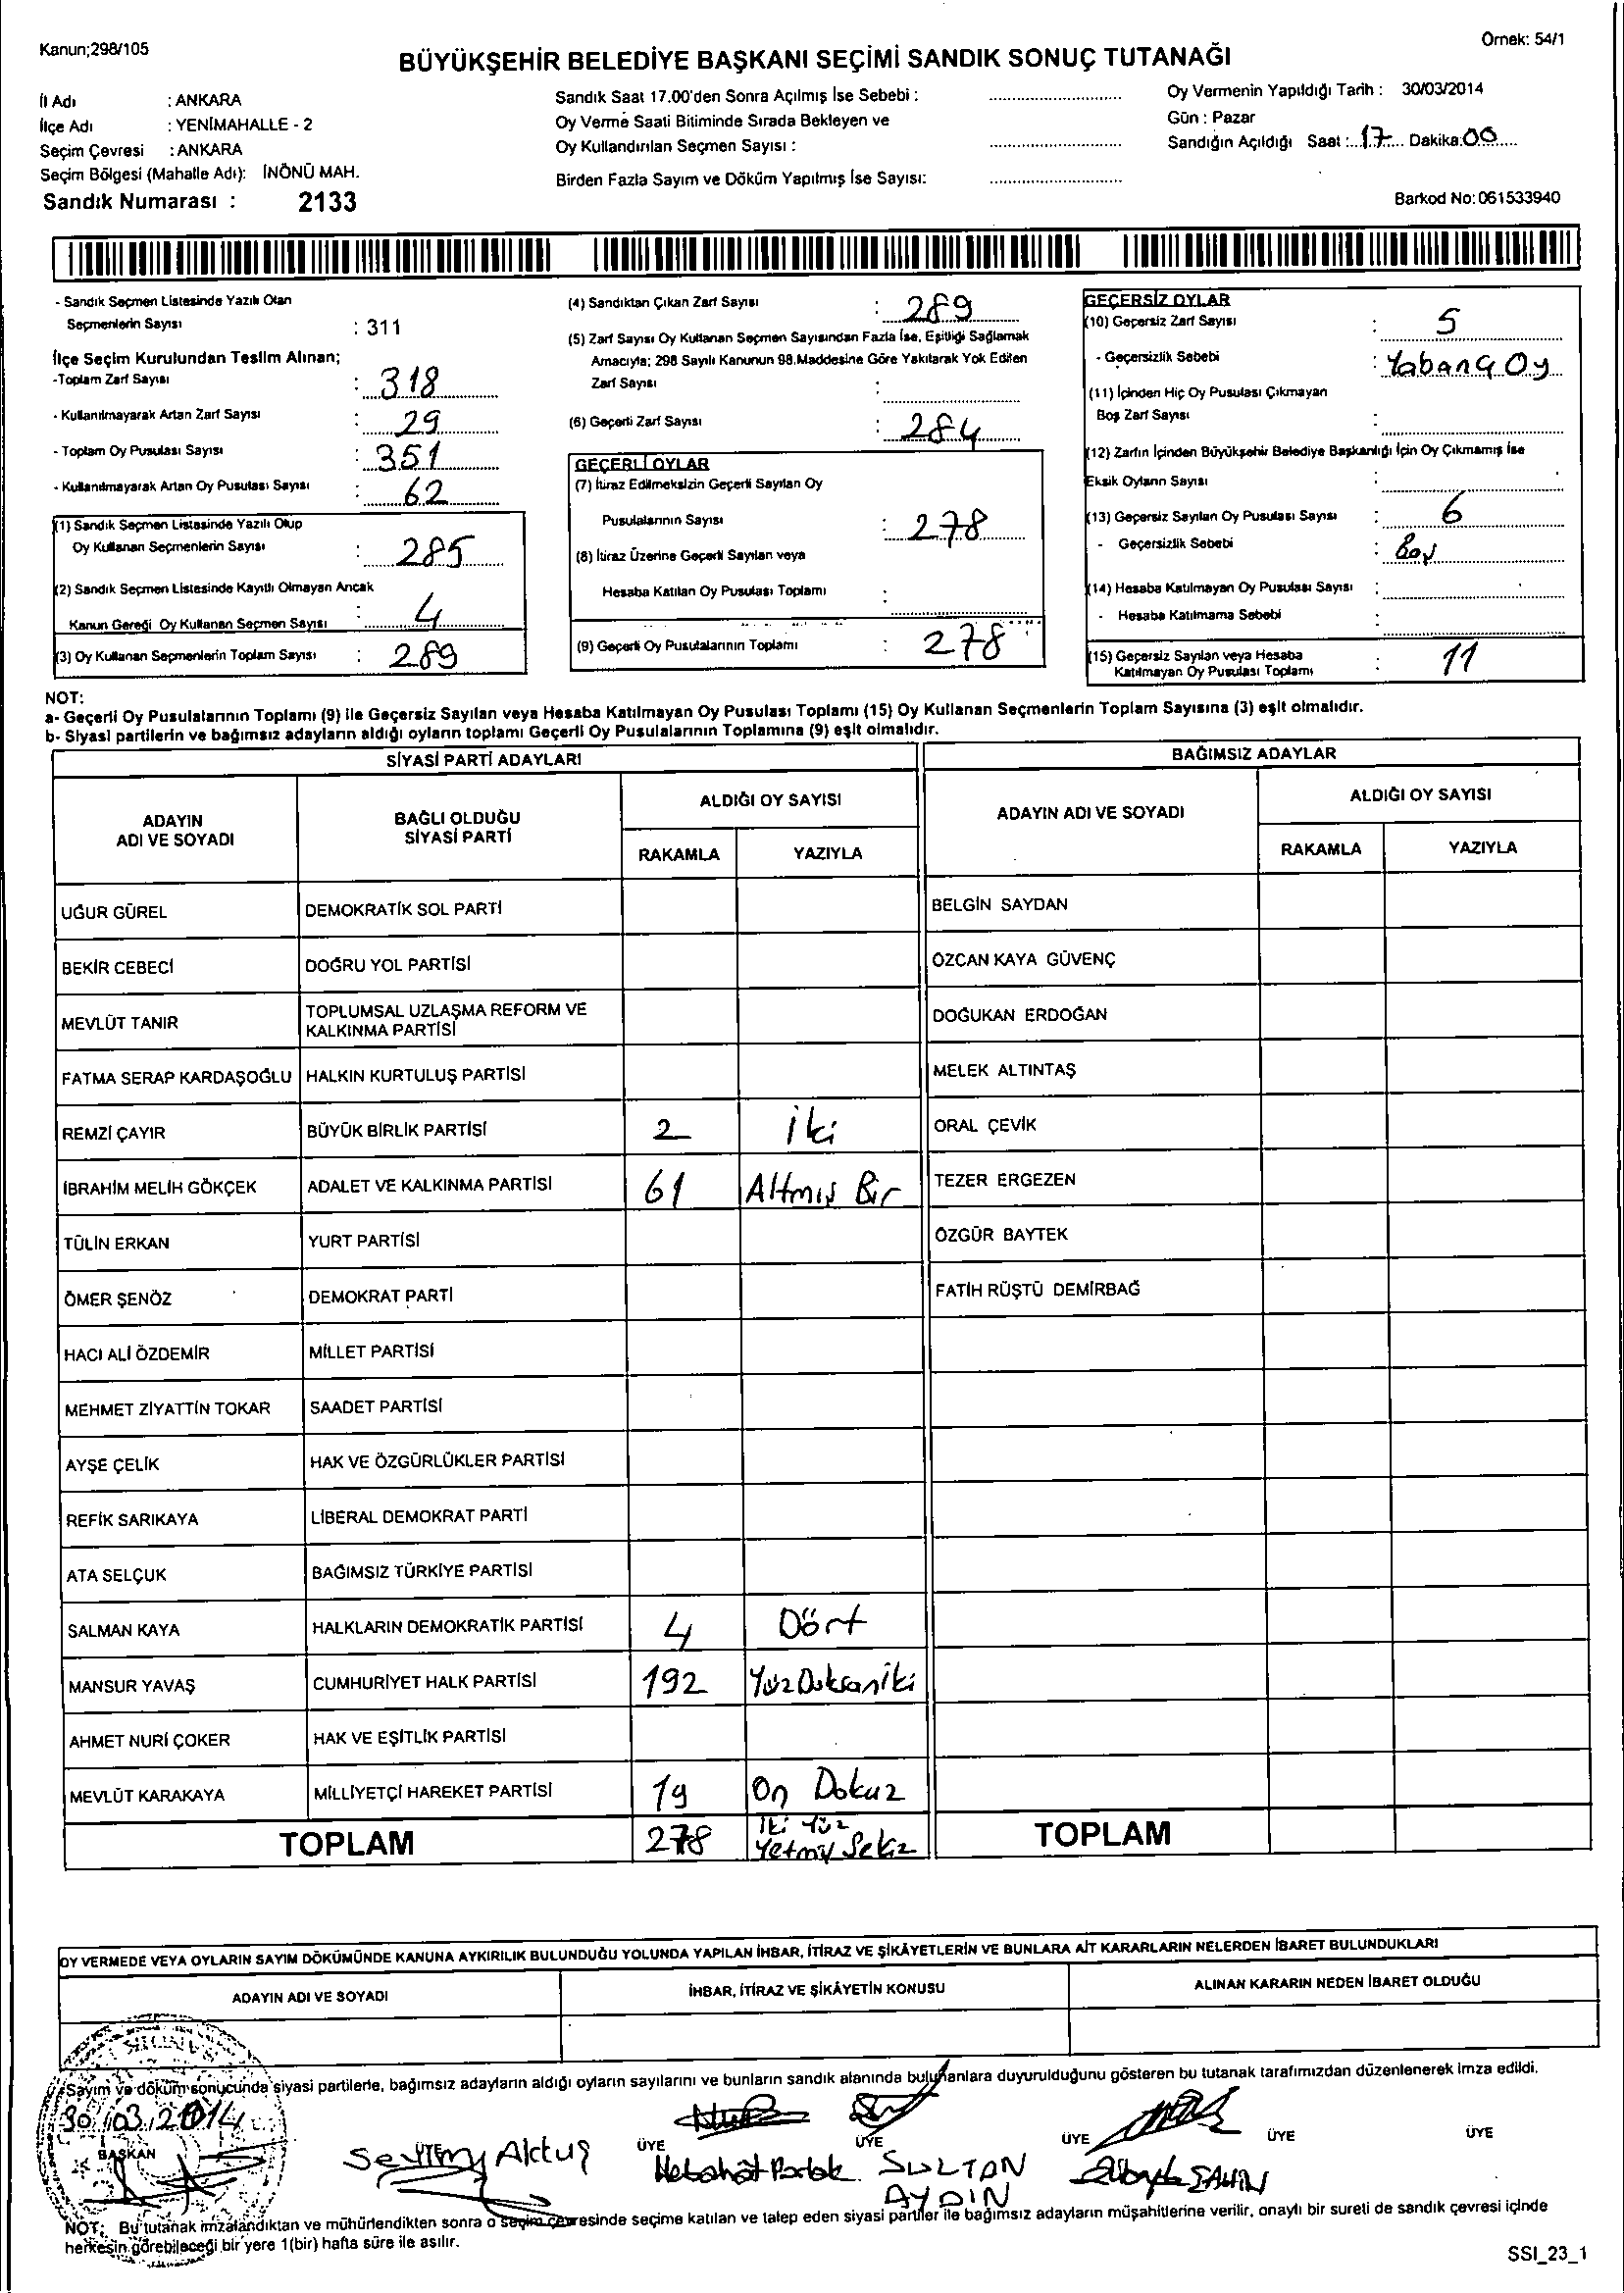 Kanun;298/105
Örnek: 54/1
BÜYÜKŞEHİR BELEDİYE BAŞKANI SEÇİMİ SANDIK SONUÇ TUTANAĞI
İl Adı : ANKARA
İlçe Adı : YENİMAHALLE - 2
Seçim Çevresi : ANKARA
Seçim Bölgesi (Mahalle Adı): İNÖNÜ MAH.
Sandık Numarası : 2133
Sandık Saat 17.00'den Sonra Açılmış İse Sebebi :
Oy Verme Saati Bitiminde Sırada Bekleyen ve
Oy Kullandırılan Seçmen Sayısı :
Birden Fazla Sayım ve Döküm Yapılmış İse Sayısı:
Oy Vermenin Yapıldığı Tarih : 30/03/2014
Gün : Pazar
Sandığın Açıldığı Saat : 17 Dakika: 00
Barkod No: 061533940
- Sandık Seçmen Listesinde Yazılı Olan
Seçmenlerin Sayısı : 311
İlçe Seçim Kurulundan Teslim Alınan;
-Toplam Zarf Sayısı : 318
- Kullanılmayarak Artan Zarf Sayısı : 29
- Toplam Oy Pusulası Sayısı : 351
- Kullanılmayarak Artan Oy Pusulası Sayısı : 62
(1) Sandık Seçmen Listesinde Yazılı Olup
Oy Kullanan Seçmenlerin Sayısı : 285
(2) Sandık Seçmen Listesinde Kayıtlı Olmayan Ancak
Kanun Gereği Oy Kullanan Seçmen Sayısı : 4
(3) Oy Kullanan Seçmenlerin Toplam Sayısı : 289
(4) Sandıktan Çıkan Zarf Sayısı : 289
(5) Zarf Sayısı Oy Kullanan Seçmen Sayısından Fazla İse, Eşitliği Sağlamak
Amacıyla; 298 Sayılı Kanunun 98.Maddesine Göre Yakılarak Yok Edilen
Zarf Sayısı :
(6) Geçerli Zarf Sayısı : 284
GEÇERLİ OYLAR
(7) İtiraz Edilmeksizin Geçerli Sayılan Oy
Pusulalarının Sayısı : 278
(8) İtiraz Üzerine Geçerli Sayılan veya
Hesaba Katılan Oy Pusulası Toplamı :
(9) Geçerli Oy Pusulalarının Toplamı : 278
GEÇERSİZ OYLAR
(10) Geçersiz Zarf Sayısı : 5
- Geçersizlik Sebebi : Yabancı Oy
(11) İçinden Hiç Oy Pusulası Çıkmayan
Boş Zarf Sayısı :
(12) Zarfın İçinden Büyükşehir Belediye Başkanlığı İçin Oy Çıkmamış İse
Eksik Oyların Sayısı :
(13) Geçersiz Sayılan Oy Pusulası Sayısı : 6
- Geçersizlik Sebebi : Boş
(14) Hesaba Katılmayan Oy Pusulası Sayısı :
- Hesaba Katılmama Sebebi :
(15) Geçersiz Sayılan veya Hesaba
Katılmayan Oy Pusulası Toplamı : 11
NOT:
a- Geçerli Oy Pusulalarının Toplamı (9) ile Geçersiz Sayılan veya Hesaba Katılmayan Oy Pusulası Toplamı (15) Oy Kullanan Seçmenlerin Toplam Sayısına (3) eşit olmalıdır.
b- Siyasi partilerin ve bağımsız adayların aldığı oyların toplamı Geçerli Oy Pusulalarının Toplamına (9) eşit olmalıdır.
SİYASİ PARTİ ADAYLARI
BAĞIMSIZ ADAYLAR
ADAYIN
ADI VE SOYADI
BAĞLI OLDUĞU
SİYASİ PARTİ
ALDIĞI OY SAYISI
RAKAMLA YAZIYLA
ADAYIN ADI VE SOYADI
ALDIĞI OY SAYISI
RAKAMLA YAZIYLA
UĞUR GÜREL DEMOKRATİK SOL PARTİ BELGİN SAYDAN
BEKİR CEBECİ DOĞRU YOL PARTİSİ ÖZCAN KAYA GÜVENÇ
MEVLÜT TANIR TOPLUMSAL UZLAŞMA REFORM VE
KALKINMA PARTİSİ DOĞUKAN ERDOĞAN
FATMA SERAP KARDAŞOĞLU HALKIN KURTULUŞ PARTİSİ MELEK ALTINTAŞ
REMZİ ÇAYIR BÜYÜK BİRLİK PARTİSİ 2 iki ORAL ÇEVİK
İBRAHİM MELİH GÖKÇEK ADALET VE KALKINMA PARTİSİ 61 Altmış Bir TEZER ERGEZEN
TÜLİN ERKAN YURT PARTİSİ ÖZGÜR BAYTEK
ÖMER ŞENÖZ DEMOKRAT PARTİ FATİH RÜŞTÜ DEMİRBAĞ
HACI ALİ ÖZDEMİR MİLLET PARTİSİ
MEHMET ZİYATTİN TOKAR SAADET PARTİSİ
AYŞE ÇELİK HAK VE ÖZGÜRLÜKLER PARTİSİ
REFİK SARIKAYA LİBERAL DEMOKRAT PARTİ
ATA SELÇUK BAĞIMSIZ TÜRKİYE PARTİSİ
SALMAN KAYA HALKLARIN DEMOKRATİK PARTİSİ 4 Dört
MANSUR YAVAŞ CUMHURİYET HALK PARTİSİ 192 YüzDoksaniki
AHMET NURİ ÇOKER HAK VE EŞİTLİK PARTİSİ
MEVLÜT KARAKAYA MİLLİYETÇİ HAREKET PARTİSİ 19 On Dokuz
TOPLAM 278 İki Yüz
Yetmiş Sekiz TOPLAM
OY VERMEDE VEYA OYLARIN SAYIM DÖKÜMÜNDE KANUNA AYKIRILIK BULUNDUĞU YOLUNDA YAPILAN İHBAR, İTİRAZ VE ŞİKÂYETLERİN VE BUNLARA AİT KARARLARIN NELERDEN İBARET BULUNDUKLARI
ADAYIN ADI VE SOYADI İHBAR, İTİRAZ VE ŞİKÂYETİN KONUSU ALINAN KARARIN NEDEN İBARET OLDUĞU
Sayım ve döküm sonucunda siyasi partilerle, bağımsız adayların aldığı oyların sayılarını ve bunların sandık alanında bulunanlara duyurulduğunu gösteren bu tutanak tarafımızdan düzenlenerek imza edildi.
30/03/2014
BAŞKAN ÜYE ÜYE ÜYE ÜYE ÜYE ÜYE
Aktuş
SULTAN
AYDIN
ŞAHİN
NOT: Bu tutanak imzalandıktan ve mühürlendikten sonra o seçim çevresinde seçime katılan ve talep eden siyasi partiler ile bağımsız adayların müşahitlerine verilir, onaylı bir sureti de sandık çevresi içinde
herkesin görebileceği bir yere 1(bir) hafta süre ile asılır.
SSI_23_1